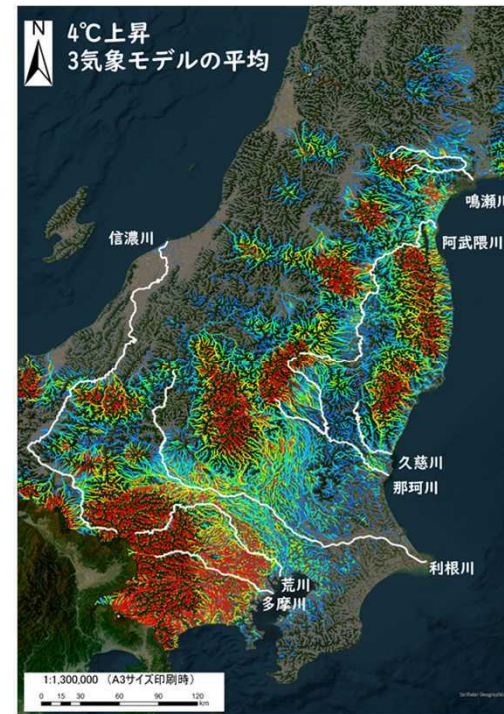 N
4℃上昇
3気象モデルの平均
鳴瀬川
阿武隈川
信濃川
久慈川
那珂川
利根川
荒川
多摩川
1:1,300,000 （A3サイズ印刷時）
0 15 30 60 90 120
km